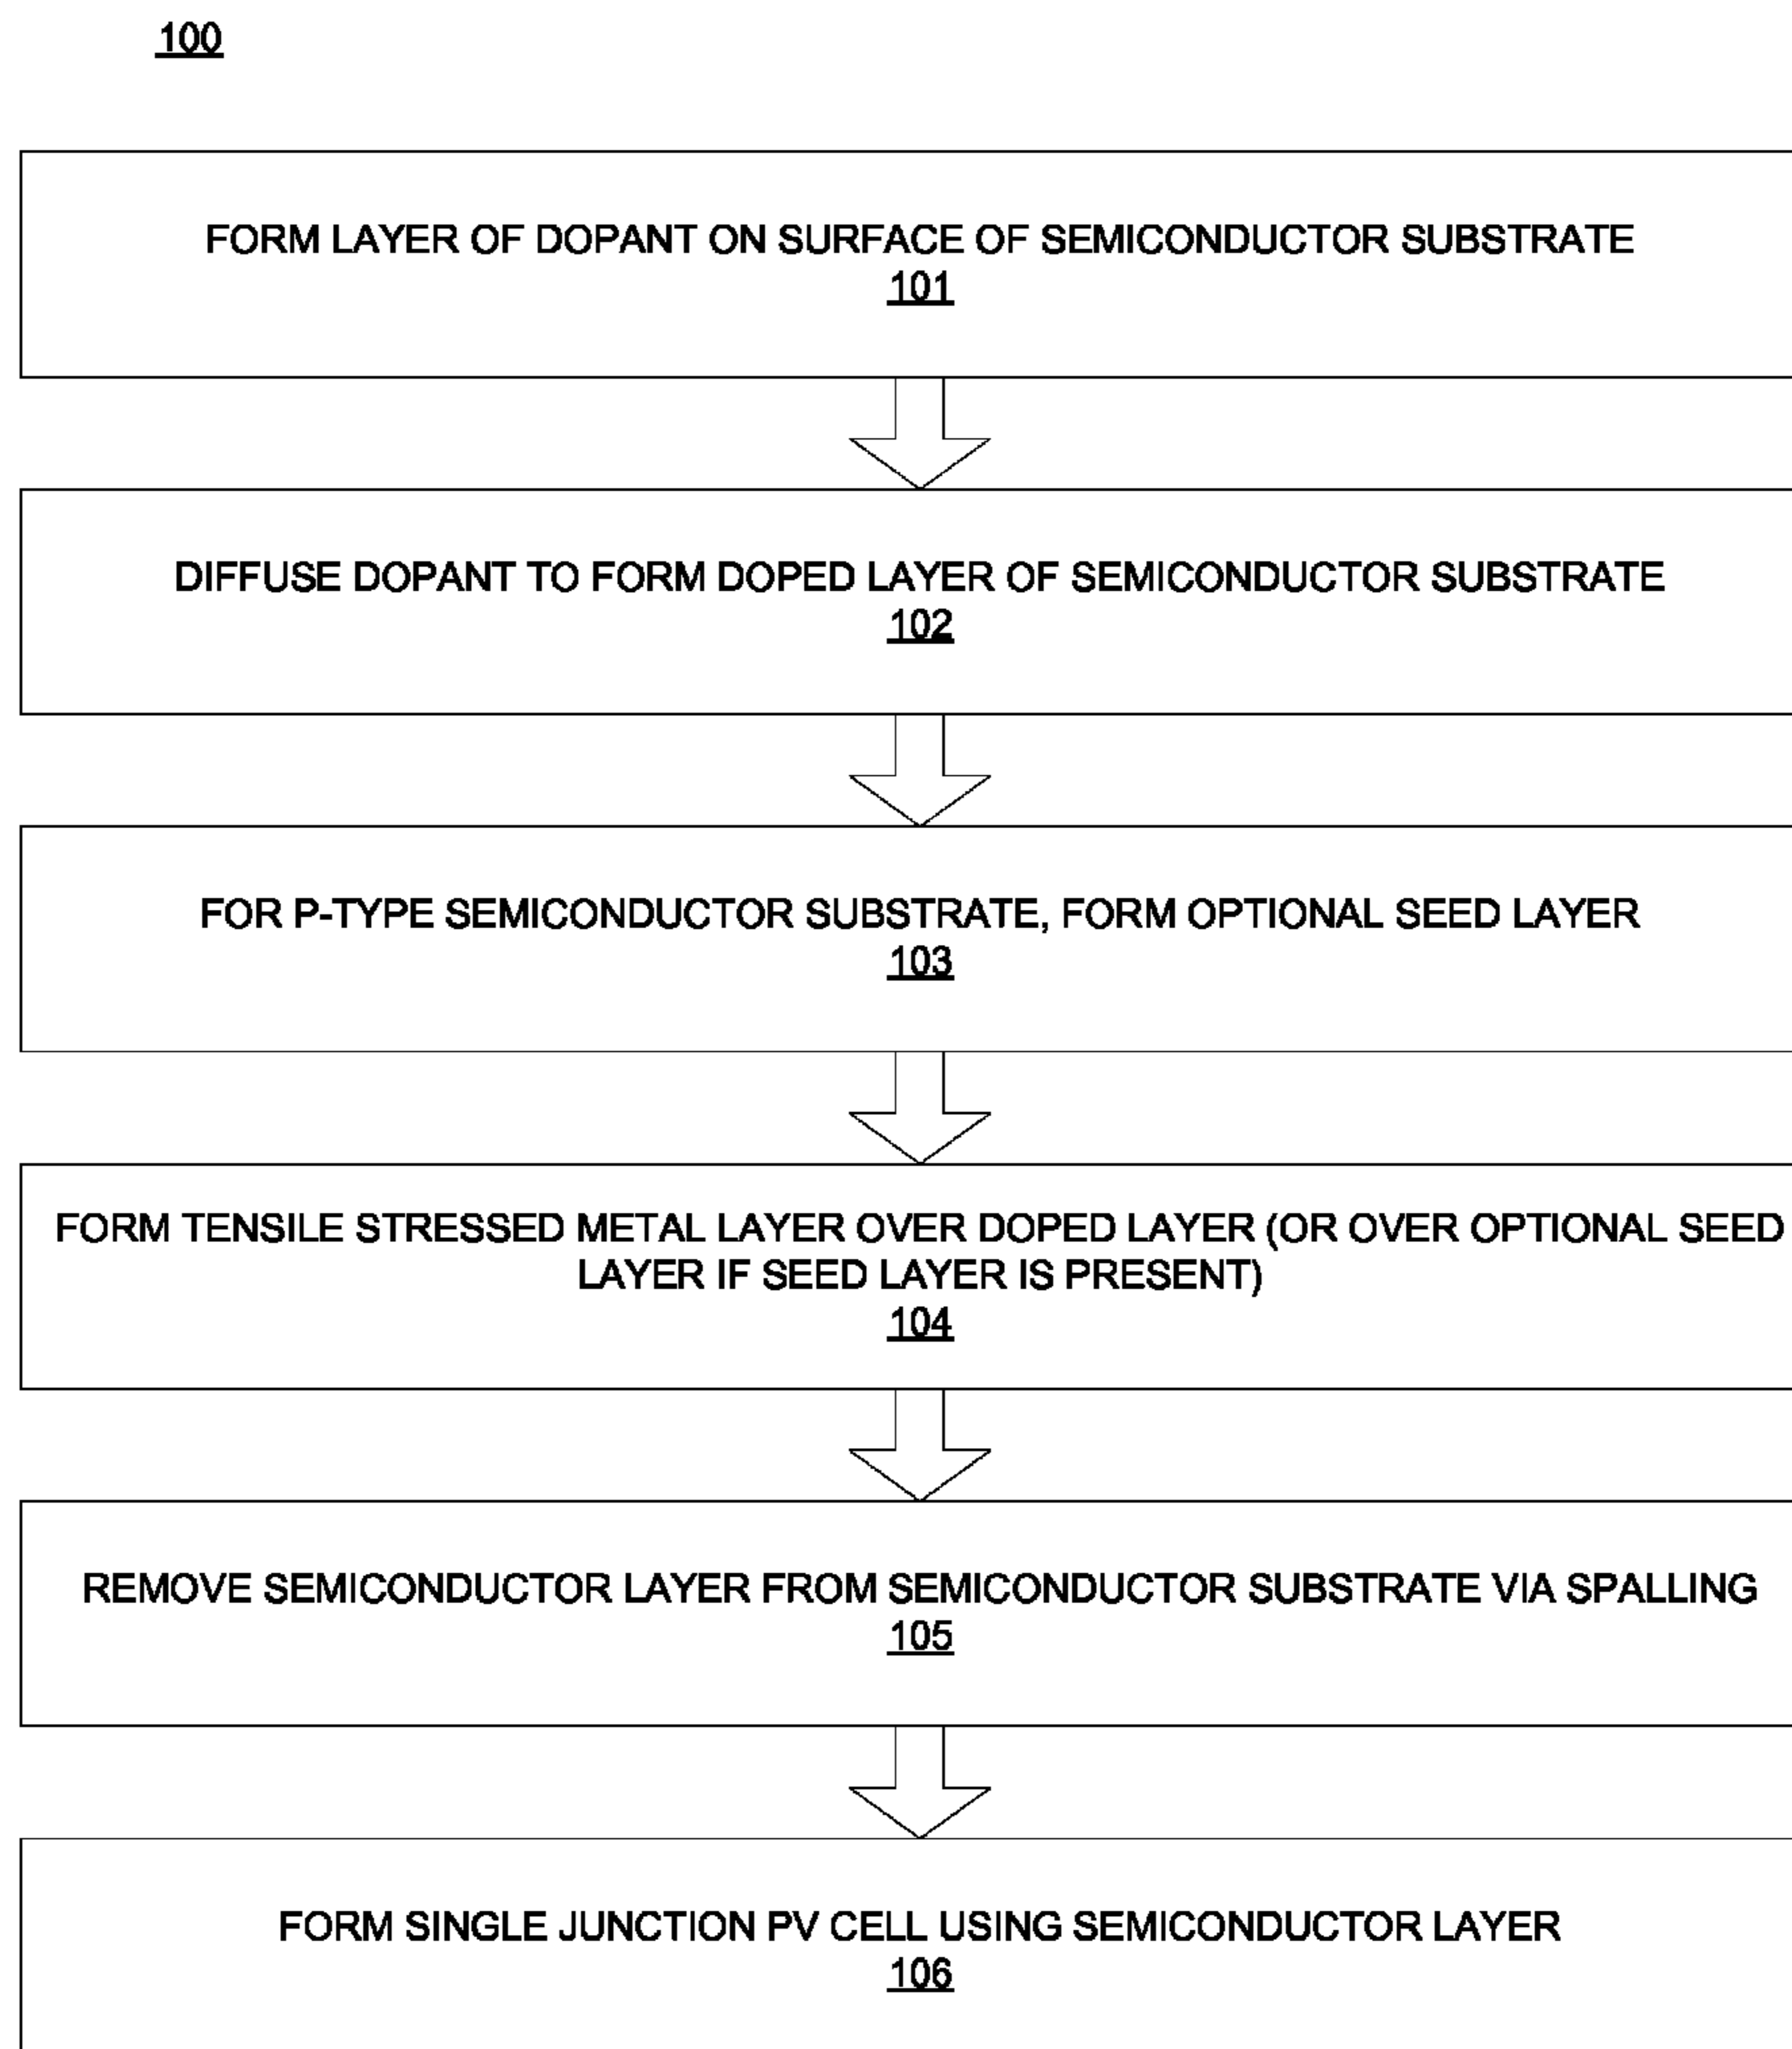 100
FORM LAYER OF DOPANT ON SURFACE OF SEMICONDUCTOR SUBSTRATE
101
DIFFUSE DOPANT TO FORM DOPED LAYER OF SEMICONDUCTOR SUBSTRATE
102
FOR P-TYPE SEMICONDUCTOR SUBSTRATE, FORM OPTIONAL SEED LAYER
103
FORM TENSILE STRESSED METAL LAYER OVER DOPED LAYER (OR OVER OPTIONAL SEED
LAYER IF SEED LAYER IS PRESENT)
104
REMOVE SEMICONDUCTOR LAYER FROM SEMICONDUCTOR SUBSTRATE VIA SPALLING
105
FORM SINGLE JUNCTION PV CELL USING SEMICONDUCTOR LAYER
106